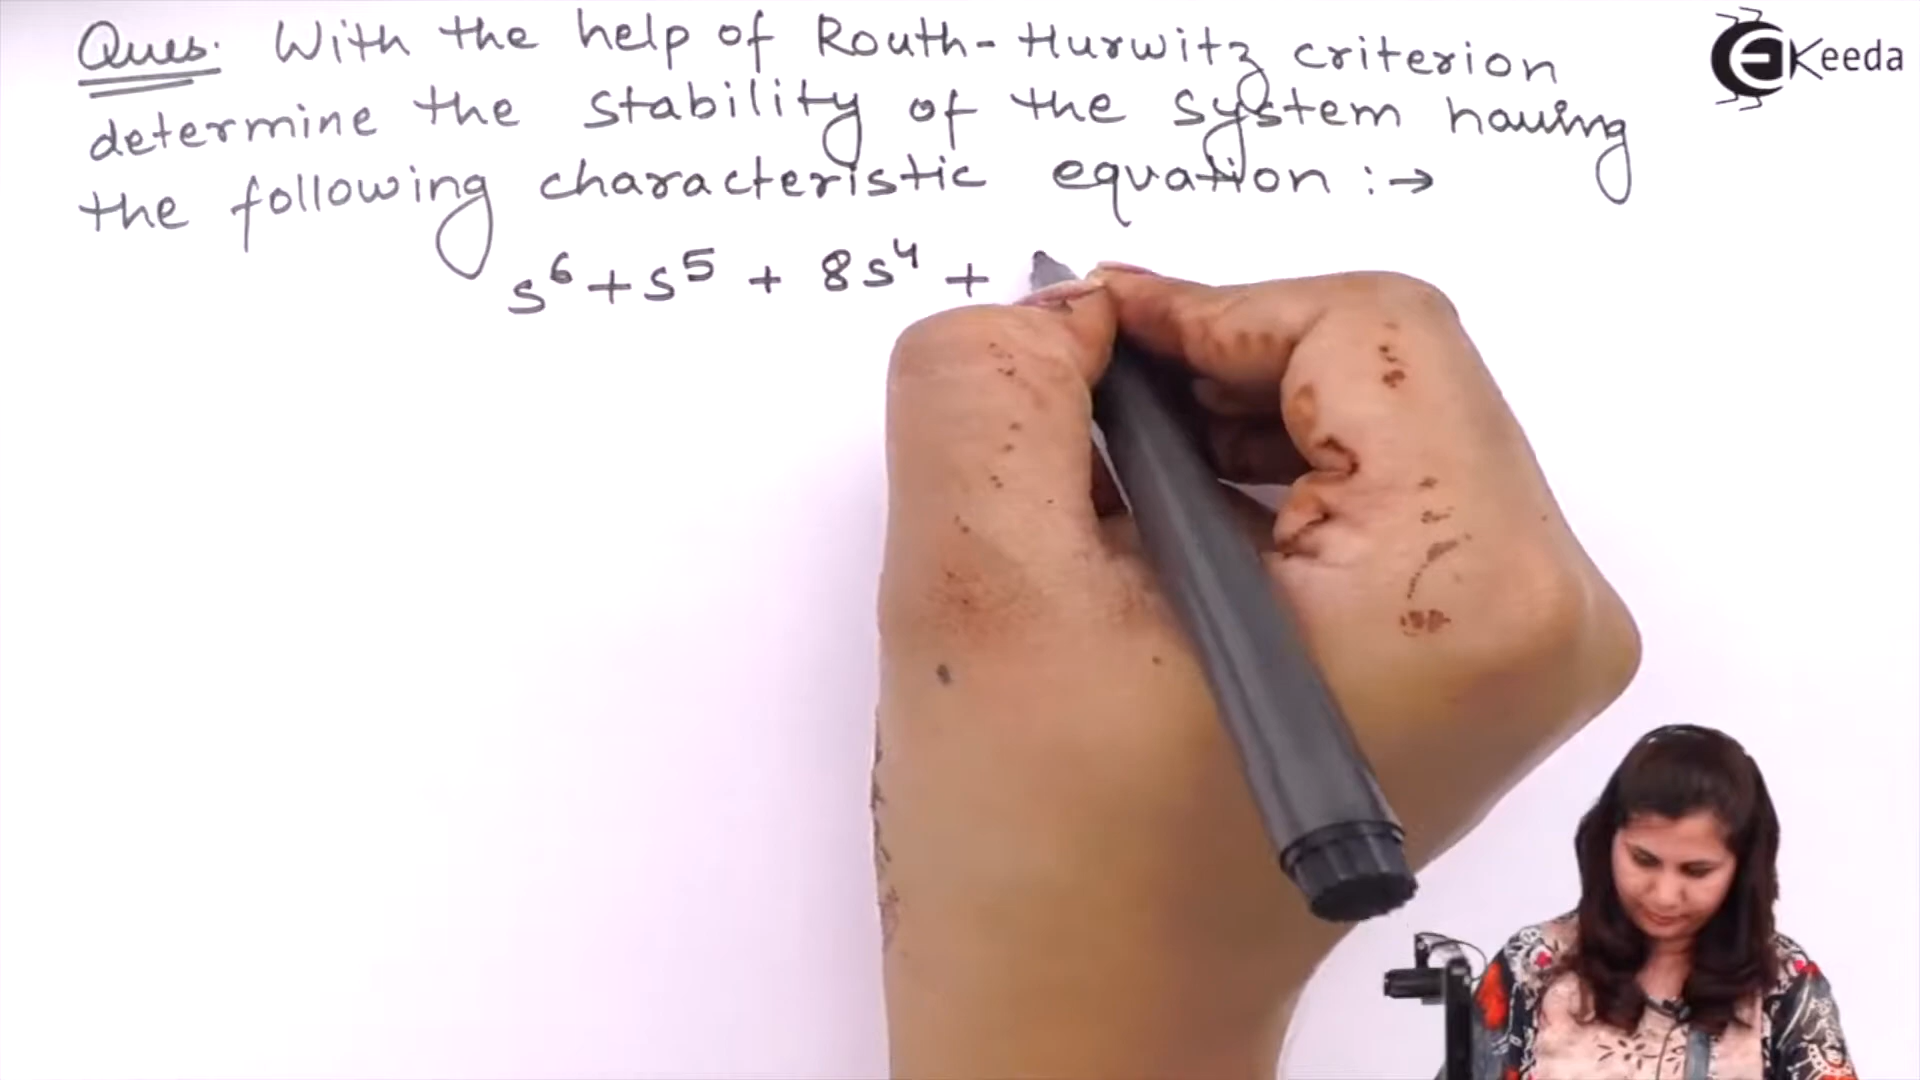 Ques. With the help of Routh-Hurwitz criterion
determine the stability of the system having
the following characteristic equation :→
s⁶ + s⁵ + 8s⁴ +
Keeda